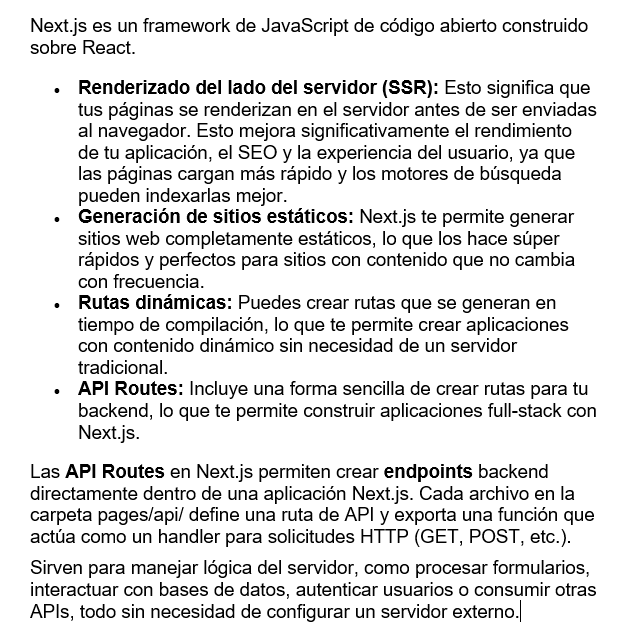 Next.js es un framework de JavaScript de código abierto construido
sobre React.
• Renderizado del lado del servidor (SSR): Esto significa que
tus páginas se renderizan en el servidor antes de ser enviadas
al navegador. Esto mejora significativamente el rendimiento
de tu aplicación, el SEO y la experiencia del usuario, ya que
las páginas cargan más rápido y los motores de búsqueda
pueden indexarlas mejor.
• Generación de sitios estáticos: Next.js te permite generar
sitios web completamente estáticos, lo que los hace súper
rápidos y perfectos para sitios con contenido que no cambia
con frecuencia.
• Rutas dinámicas: Puedes crear rutas que se generan en
tiempo de compilación, lo que te permite crear aplicaciones
con contenido dinámico sin necesidad de un servidor
tradicional.
• API Routes: Incluye una forma sencilla de crear rutas para tu
backend, lo que te permite construir aplicaciones full-stack con
Next.js.
Las API Routes en Next.js permiten crear endpoints backend
directamente dentro de una aplicación Next.js. Cada archivo en la
carpeta pages/api/ define una ruta de API y exporta una función que
actúa como un handler para solicitudes HTTP (GET, POST, etc.).
Sirven para manejar lógica del servidor, como procesar formularios,
interactuar con bases de datos, autenticar usuarios o consumir otras
APIs, todo sin necesidad de configurar un servidor externo.